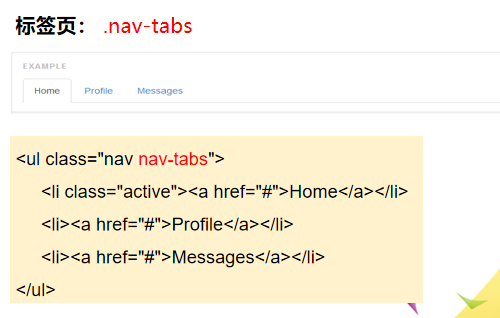 标签页： .nav-tabs
EXAMPLE
Home Profile Messages
<ul class="nav nav-tabs">
<li class="active"><a href="#">Home</a></li>
<li><a href="#">Profile</a></li>
<li><a href="#">Messages</a></li>
</ul>